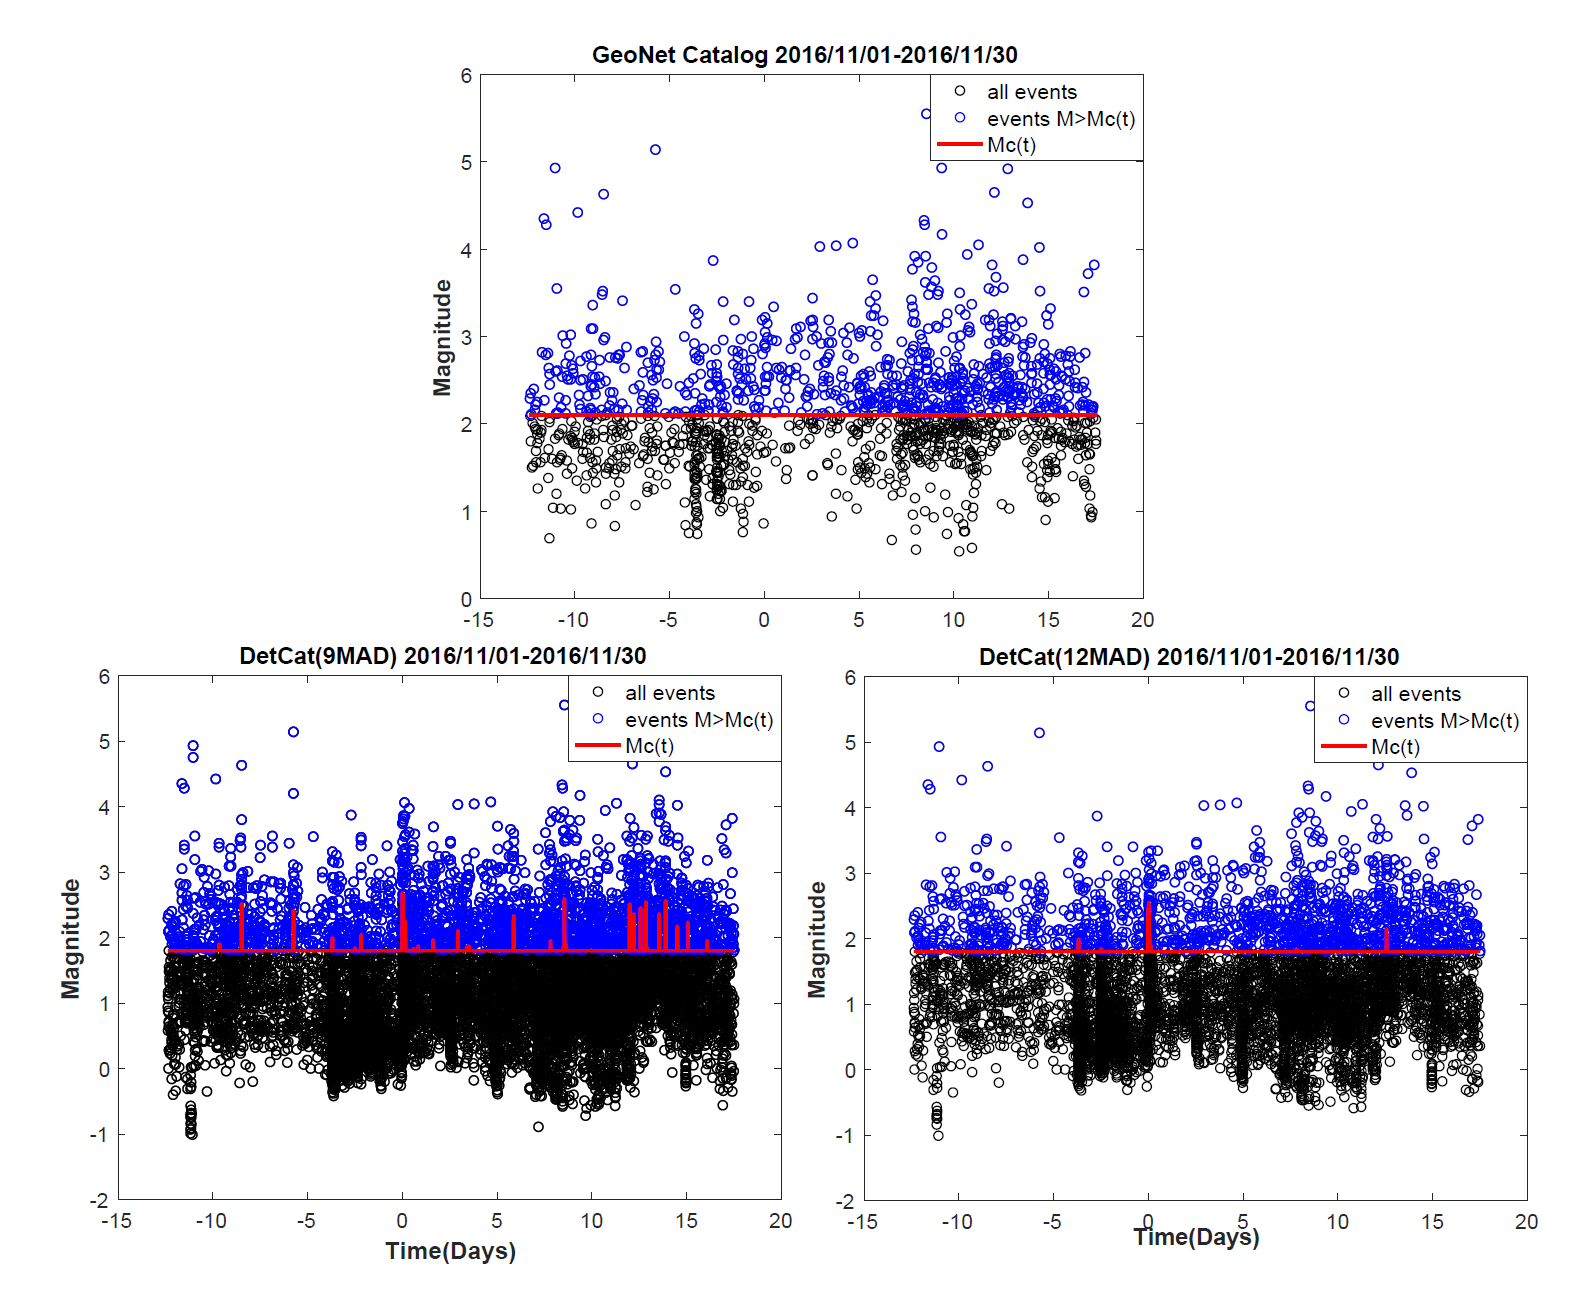 GeoNet Catalog 2016/11/01-2016/11/30
all events
events M>Mc(t)
Mc(t)
Magnitude
6
5
4
3
2
1
0
-15 -10 -5 0 5 10 15 20
DetCat(9MAD) 2016/11/01-2016/11/30
all events
events M>Mc(t)
Mc(t)
Magnitude
6
5
4
3
2
1
0
-1
-2
-15 -10 -5 0 5 10 15 20
Time(Days)
DetCat(12MAD) 2016/11/01-2016/11/30
all events
events M>Mc(t)
Mc(t)
Magnitude
6
5
4
3
2
1
0
-1
-2
-15 -10 -5 0 5 10 15 20
Time(Days)